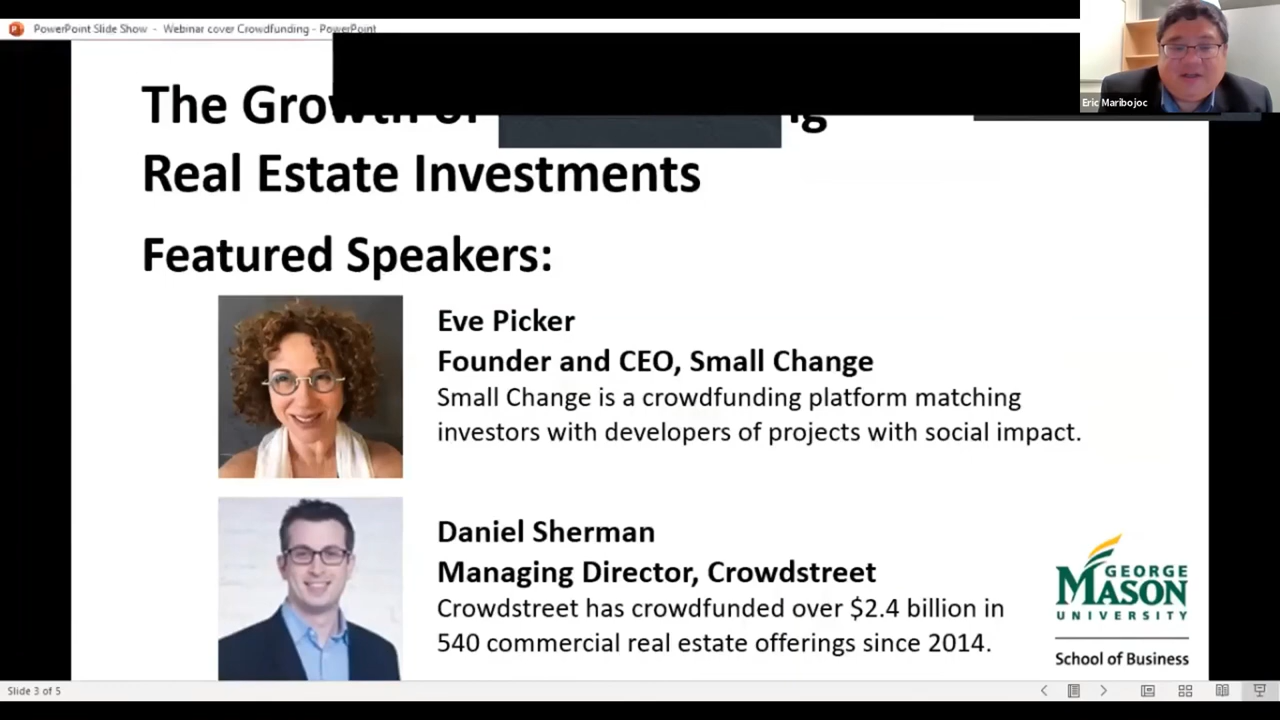 PowerPoint Slide Show - Webinar cover Crowdfunding - PowerPoint
Eric Maribojoc
The Growth of
Real Estate Investments
Featured Speakers:
Eve Picker
Founder and CEO, Small Change
Small Change is a crowdfunding platform matching
investors with developers of projects with social impact.
Daniel Sherman
Managing Director, Crowdstreet
Crowdstreet has crowdfunded over $2.4 billion in
540 commercial real estate offerings since 2014.
GEORGE
MASON
UNIVERSITY
School of Business
Slide 3 of 5